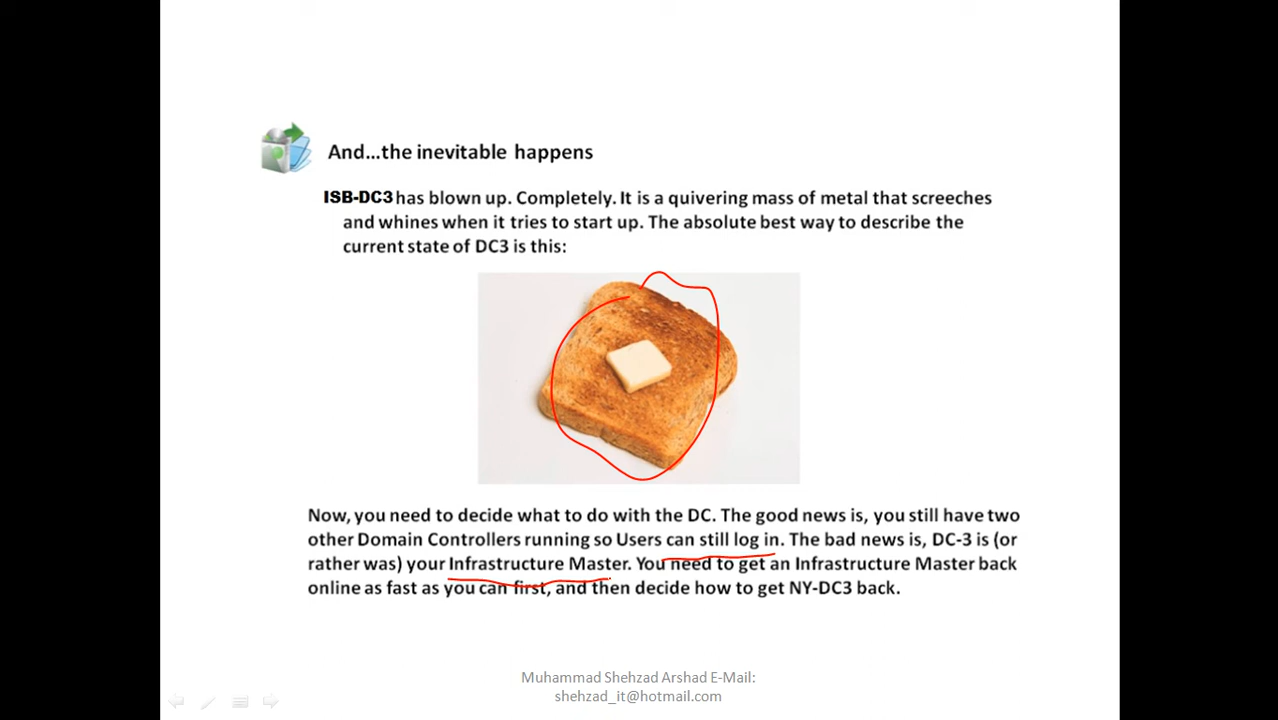 And...the inevitable happens
ISB-DC3 has blown up. Completely. It is a quivering mass of metal that screeches
and whines when it tries to start up. The absolute best way to describe the
current state of DC3 is this:
Now, you need to decide what to do with the DC. The good news is, you still have two
other Domain Controllers running so Users can still log in. The bad news is, DC-3 is (or
rather was) your Infrastructure Master. You need to get an Infrastructure Master back
online as fast as you can first, and then decide how to get NY-DC3 back.
Muhammad Shehzad Arshad E-Mail:
shehzad_it@hotmail.com